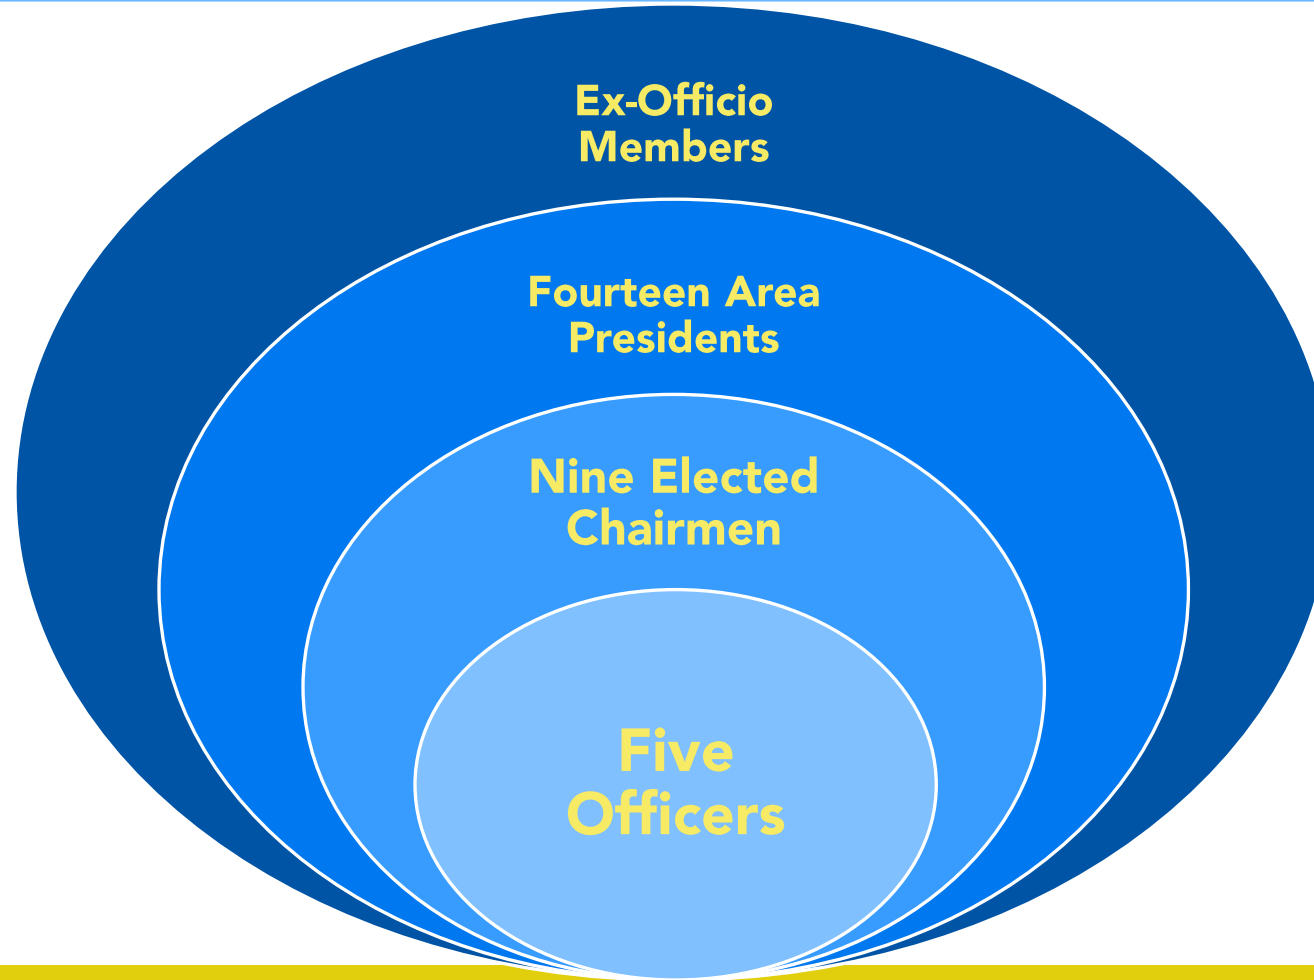 Ex-Officio
Members
Fourteen Area
Presidents
Nine Elected
Chairmen
Five
Officers